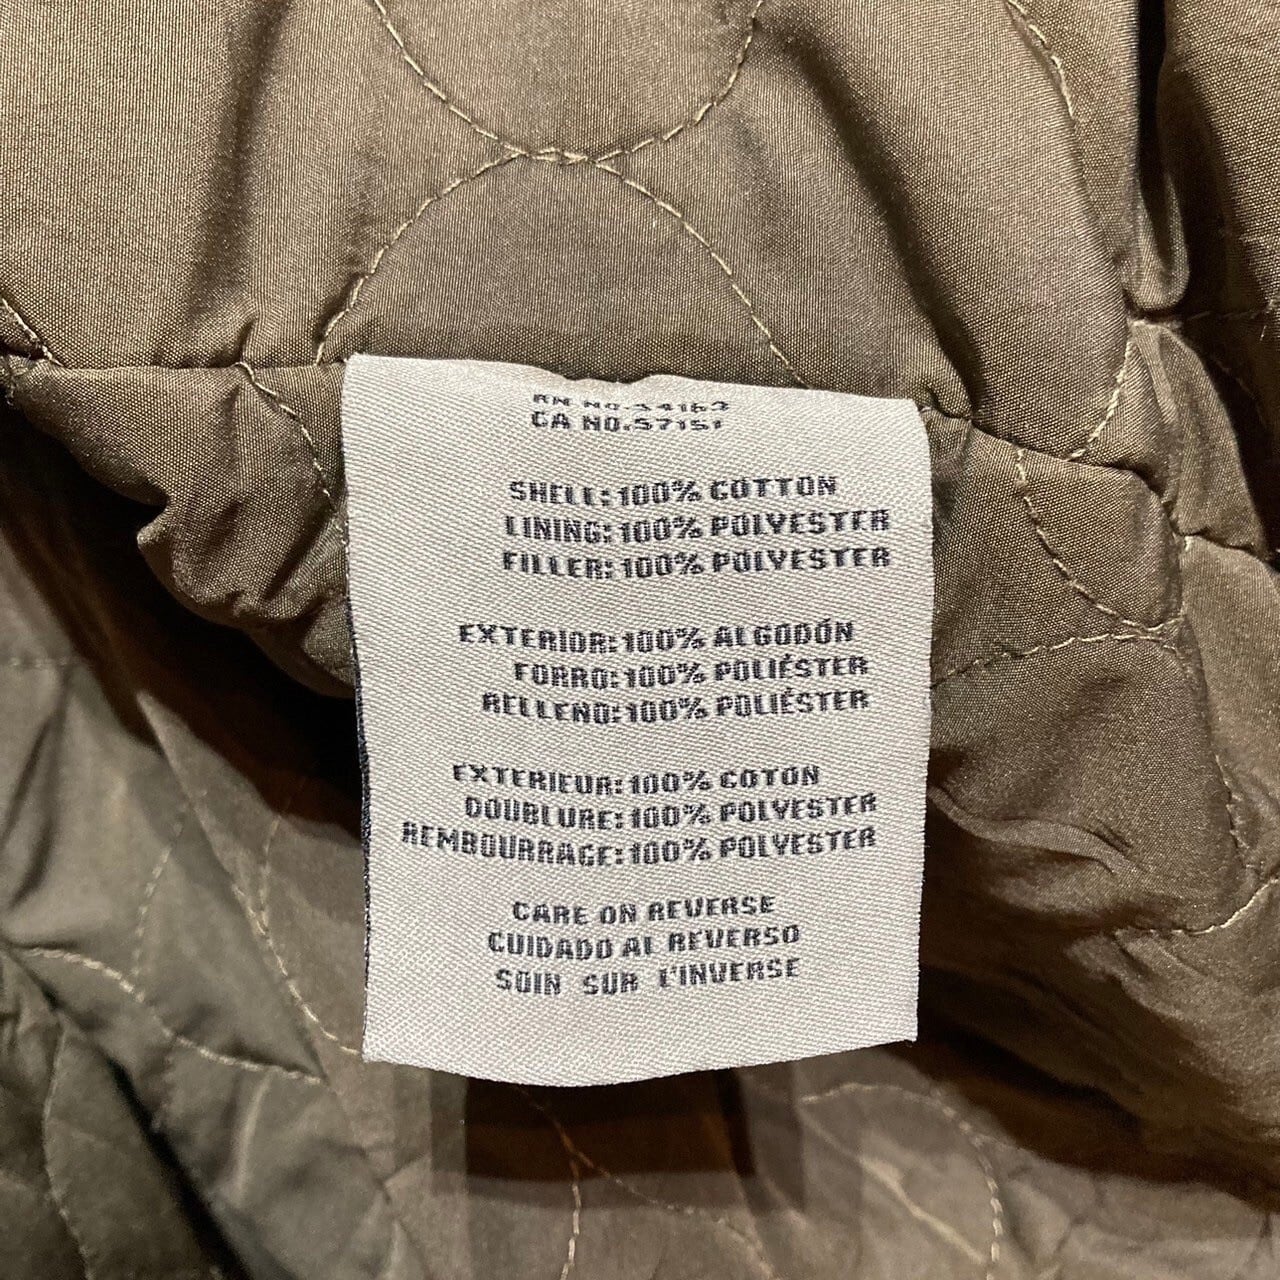 CA NO.57151
SHELL:100% COTTON
LINING:100% POLYESTER
FILLER:100% POLYESTER
EXTERIOR:100% ALGODÓN
FORRO:100% POLIÉSTER
RELLENO:100% POLIÉSTER
EXTERIEUR:100% COTON
DOUBLURE:100% POLYESTER
REMBOURRAGE:100% POLYESTER
CARE ON REVERSE
CUIDADO AL REVERSO
SOIN SUR L'INVERSE